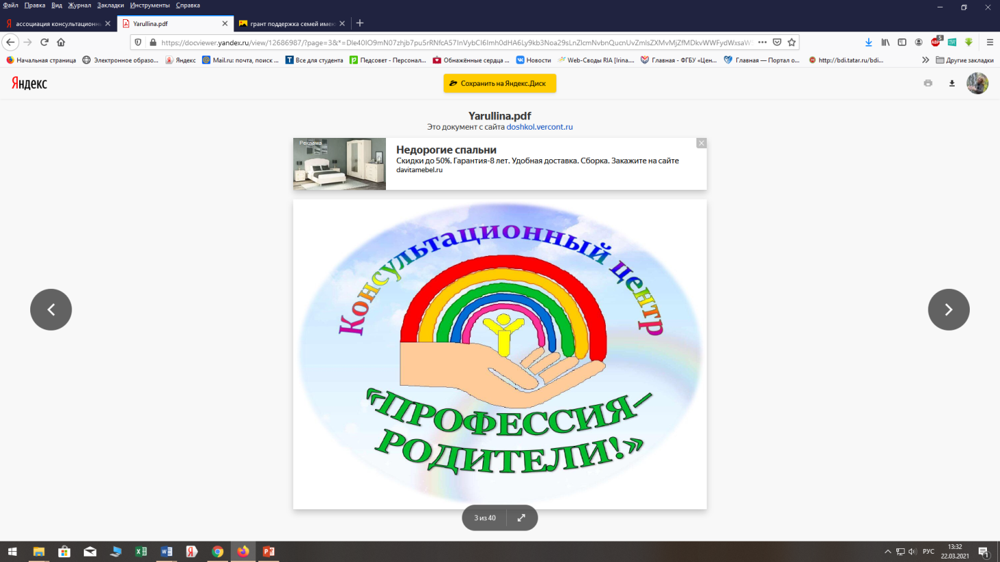 Файл Правка Вид Журнал Закладки Инструменты Справка
ассоциация консультационн
Yarullina.pdf
грант поддержка семей имею
https://docviewer.yandex.ru/view/12686987/?page=3&*=
Начальная страница Электронное образо... Яндекс Mail.ru: почта, поиск ... Все для студента Педсовет - Персонал... Обнажённые сердца ... Новости Web-Своды RIA [Irina.... Главная - ФГБУ «Цен... Главная — Портал о... http://bdi.tatar.ru/bdi... Другие закладки
Яндекс
Сохранить на Яндекс.Диск
Yarullina.pdf
Это документ с сайта doshkol.vercont.ru
Реклама
Недорогие спальни
Скидки до 50%. Гарантия-8 лет. Удобная доставка. Сборка. Закажите на сайте
davitamebel.ru
Консультационный центр
«ПРОФЕССИЯ–
РОДИТЕЛИ!»
3 из 40
РУС
13:32
22.03.2021